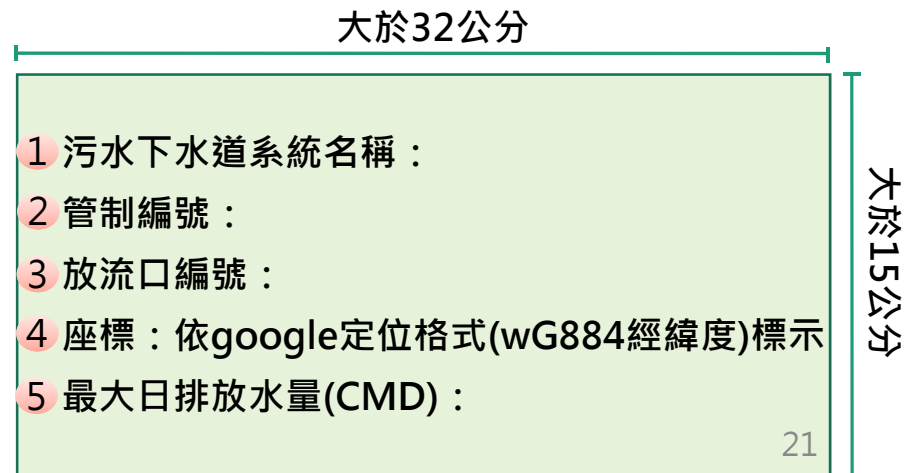 大於32公分
1 污水下水道系統名稱：
2 管制編號：
3 放流口編號：
4 座標：依google定位格式(wG884經緯度)標示
5 最大日排放水量(CMD)：
大於15公分
21